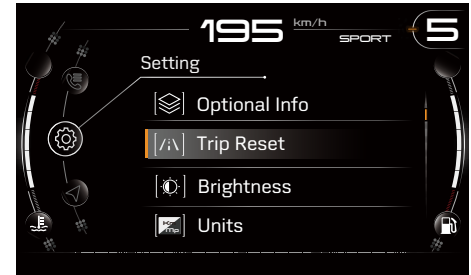 195 km/h
SPORT
5
Setting
Optional Info
Trip Reset
Brightness
Units